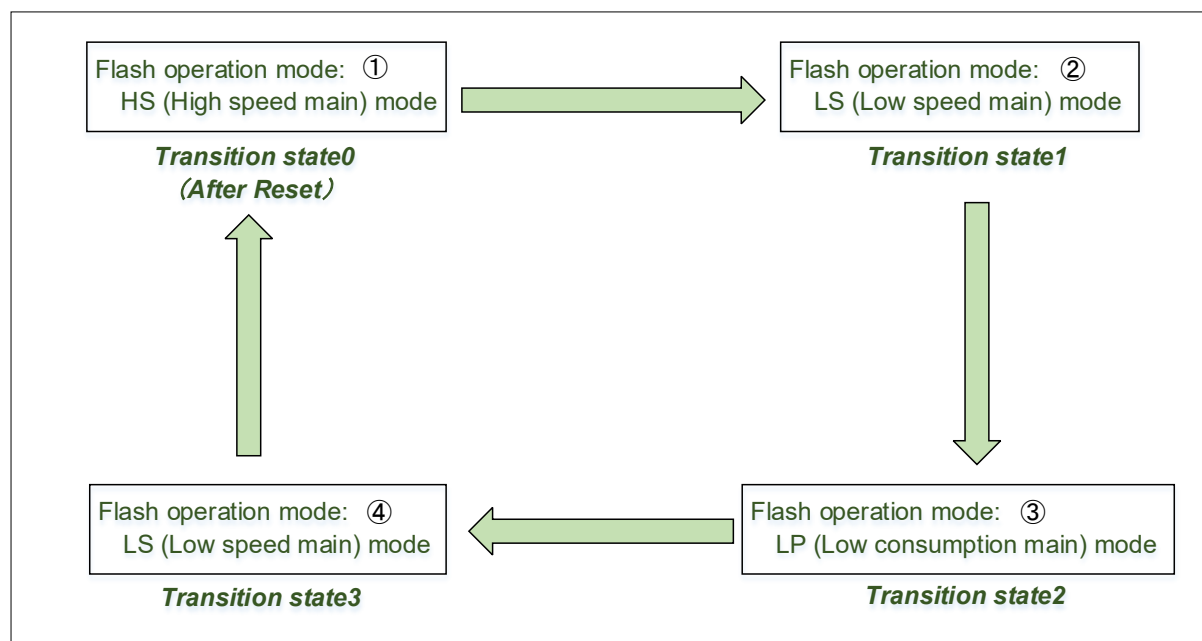 Flash operation mode: ①
HS (High speed main) mode
Transition state0
（After Reset）
Flash operation mode: ②
LS (Low speed main) mode
Transition state1
Flash operation mode: ④
LS (Low speed main) mode
Transition state3
Flash operation mode: ③
LP (Low consumption main) mode
Transition state2